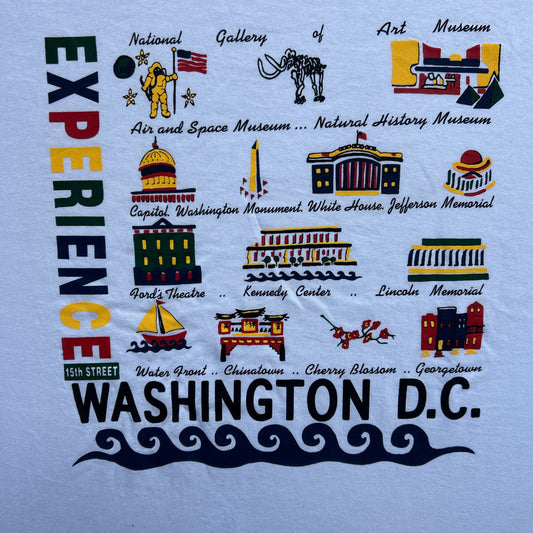 EXPERIENCE
National Gallery of Art Museum
Air and Space Museum ... Natural History Museum
Capitol. Washington Monument. White House. Jefferson Memorial
Ford's Theatre .. Kennedy Center .. Lincoln Memorial
Water Front .. Chinatown .. Cherry Blossom .. Georgetown
15th STREET
WASHINGTON D.C.